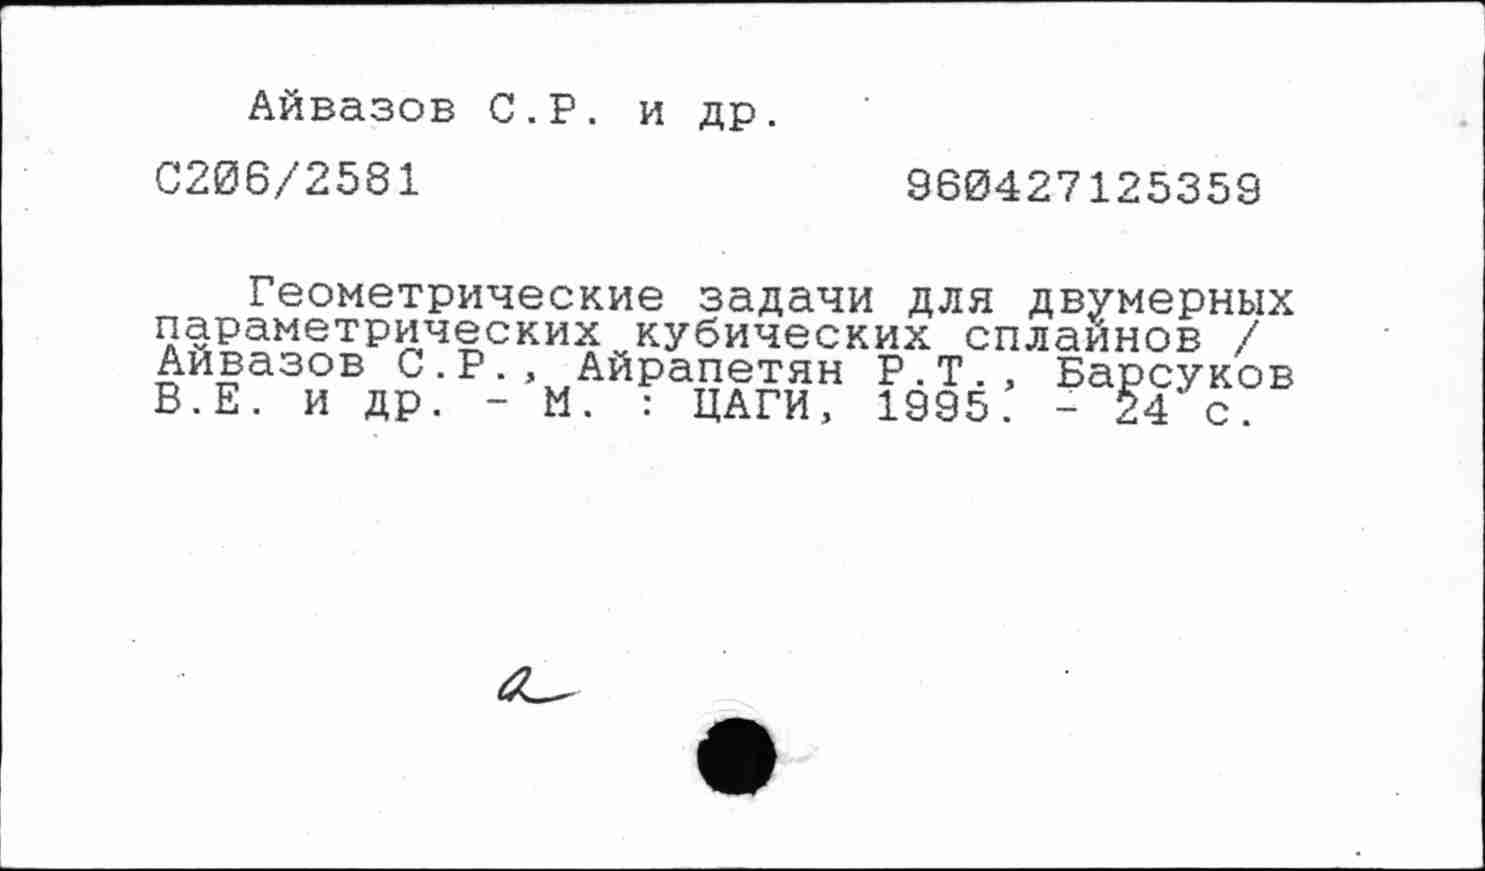 Айвазов С.Р. и др.
С206/2581 960427125359
Геометрические задачи для двумерных
параметрических кубических сплайнов /
Айвазов С.Р., Айрапетян Р.Т., Барсуков
В.Е. и др. - М. : ЦАГИ, 1995. - 24 с.
а